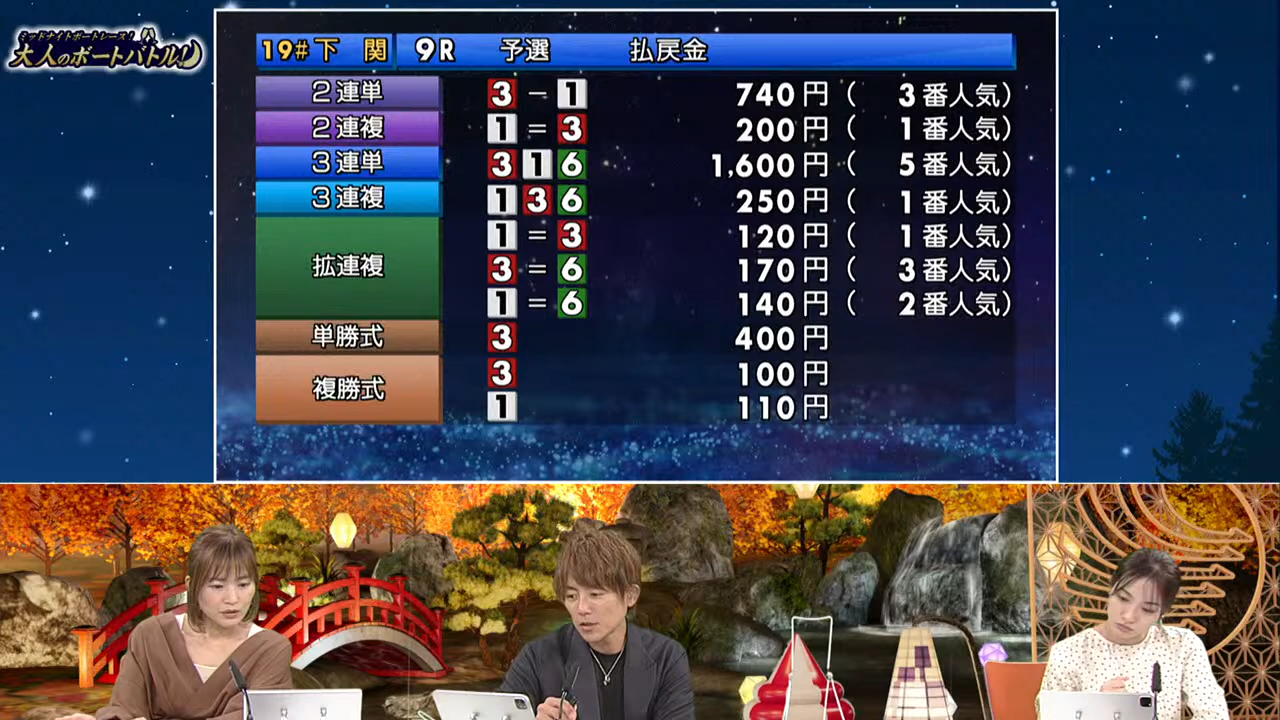 ミッドナイトボートレース!
大人のボートバトル!
19# 下 関 9R 予選 払戻金
2連単 3 - 1 740円 ( 3番人気)
2連複 1 = 3 200円 ( 1番人気)
3連単 3 1 6 1,600円 ( 5番人気)
3連複 1 3 6 250円 ( 1番人気)
1 = 3 120円 ( 1番人気)
拡連複 3 = 6 170円 ( 3番人気)
1 = 6 140円 ( 2番人気)
単勝式 3 400円
複勝式 3 100円
1 110円